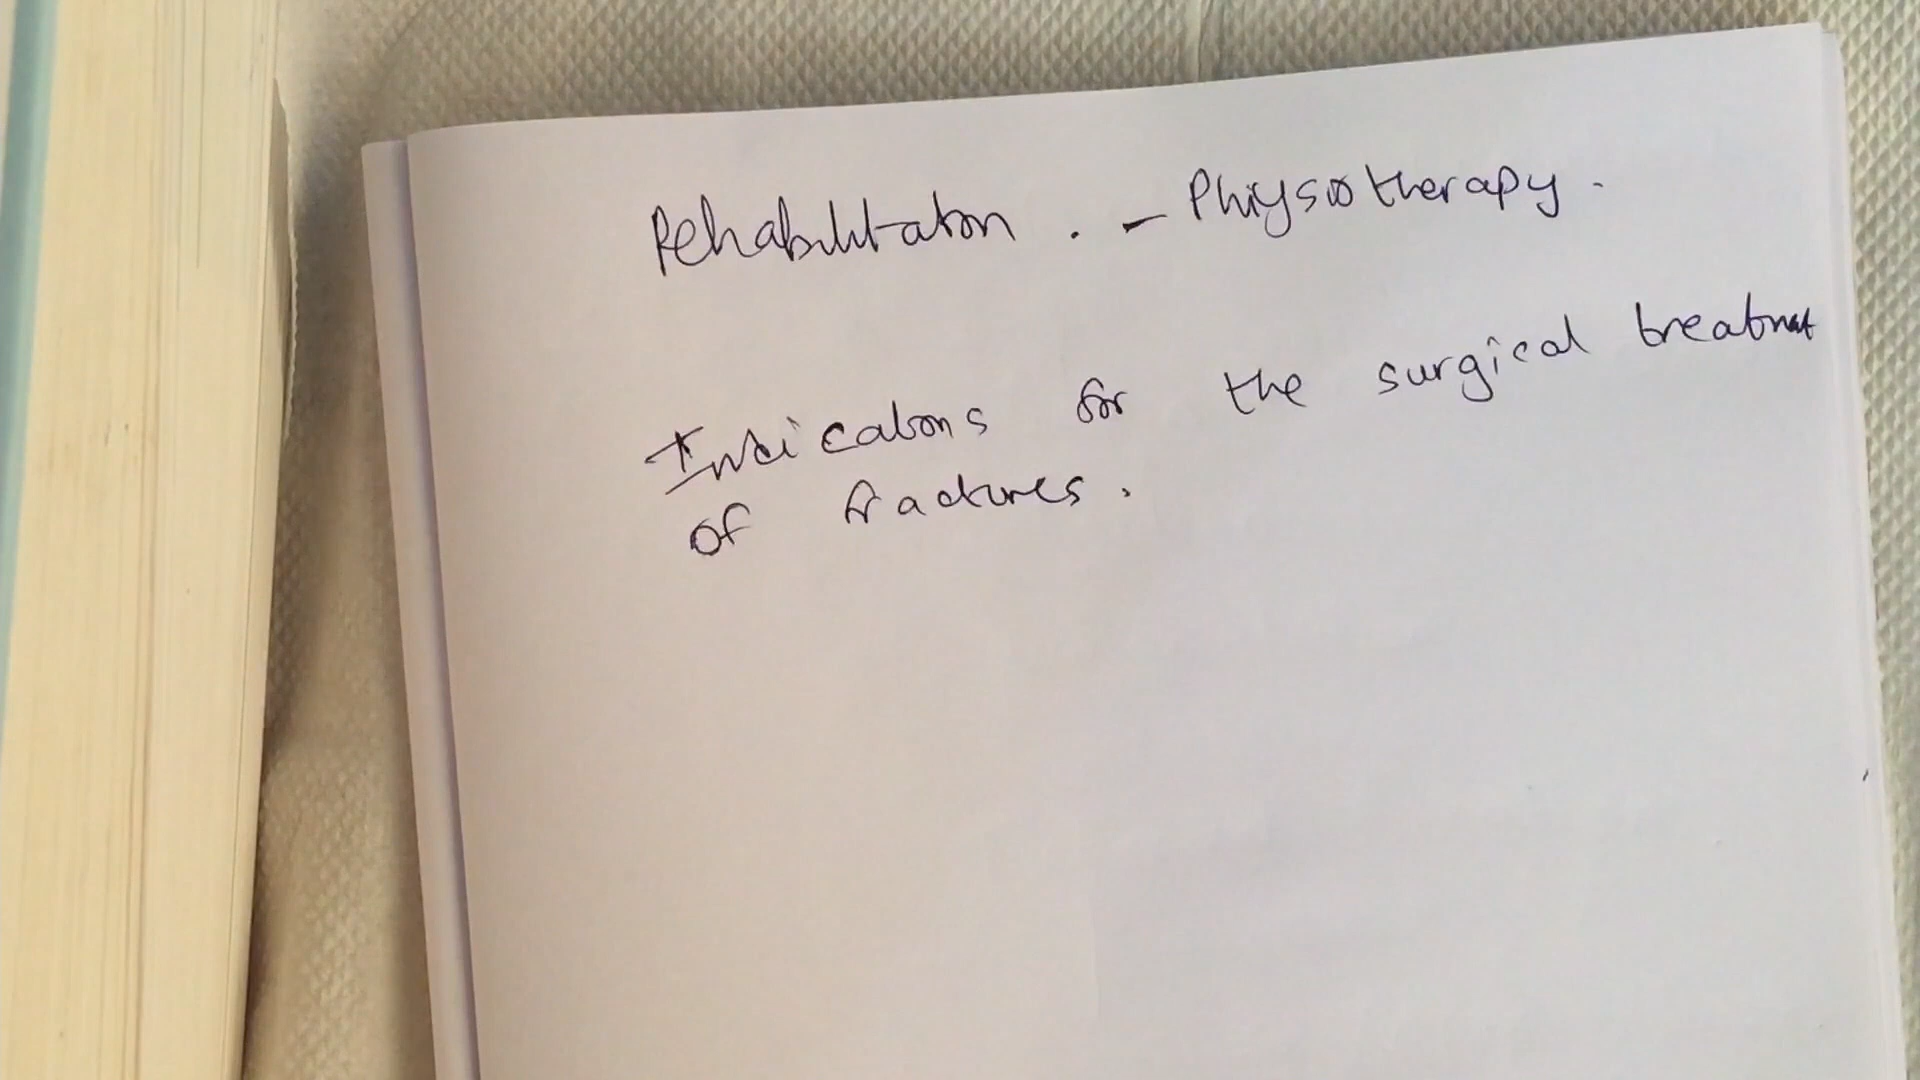 Rehabilitation. - Physiotherapy.
Indications for the surgical treatment
of fractures.